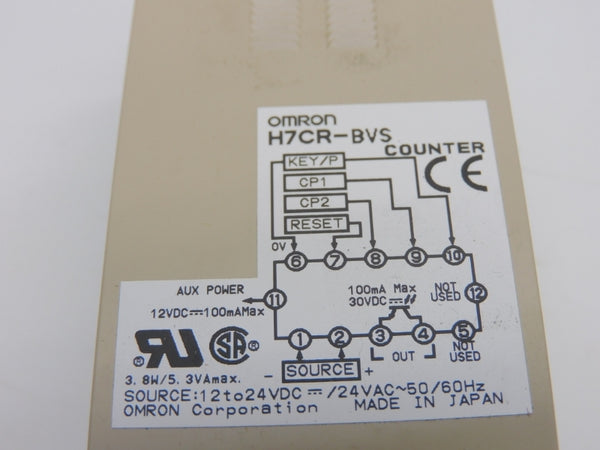 OMRON
H7CR-BVS
COUNTER
CE
KEY/P
CP1
CP2
RESET
0V
6 7 8 9 10
AUX POWER
12VDC⎓100mAMax
11
100mA Max
30VDC⎓
NOT
USED
12
1 2 3 4 5
- SOURCE +
OUT
NOT
USED
3.8W/5.3VAmax.
SOURCE:12to24VDC⎓/24VAC~50/60Hz
OMRON Corporation MADE IN JAPAN